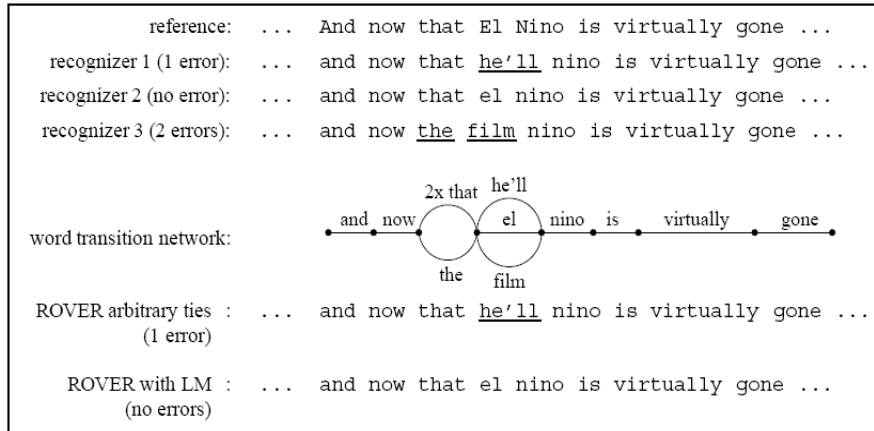 reference: ... And now that El Nino is virtually gone ...
recognizer 1 (1 error): ... and now that he'll nino is virtually gone ...
recognizer 2 (no error): ... and now that el nino is virtually gone ...
recognizer 3 (2 errors): ... and now the film nino is virtually gone ...
2x that he'll
word transition network: and now el nino is virtually gone
the film
ROVER arbitrary ties : ... and now that he'll nino is virtually gone ...
(1 error)
ROVER with LM : ... and now that el nino is virtually gone ...
(no errors)